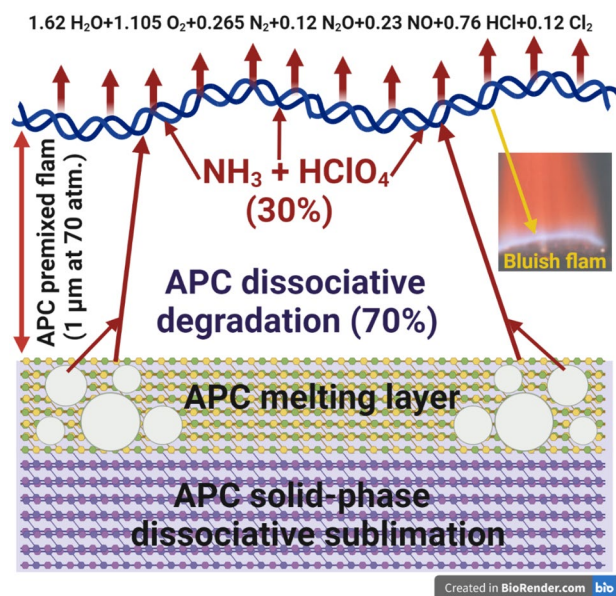 1.62 H₂O+1.105 O₂+0.265 N₂+0.12 N₂O+0.23 NO+0.76 HCl+0.12 Cl₂
APC premixed flam
(1 µm at 70 atm.)
NH₃ + HClO₄
(30%)
Bluish flam
APC dissociative
degradation (70%)
APC melting layer
APC solid-phase
dissociative sublimation
Created in BioRender.com bio